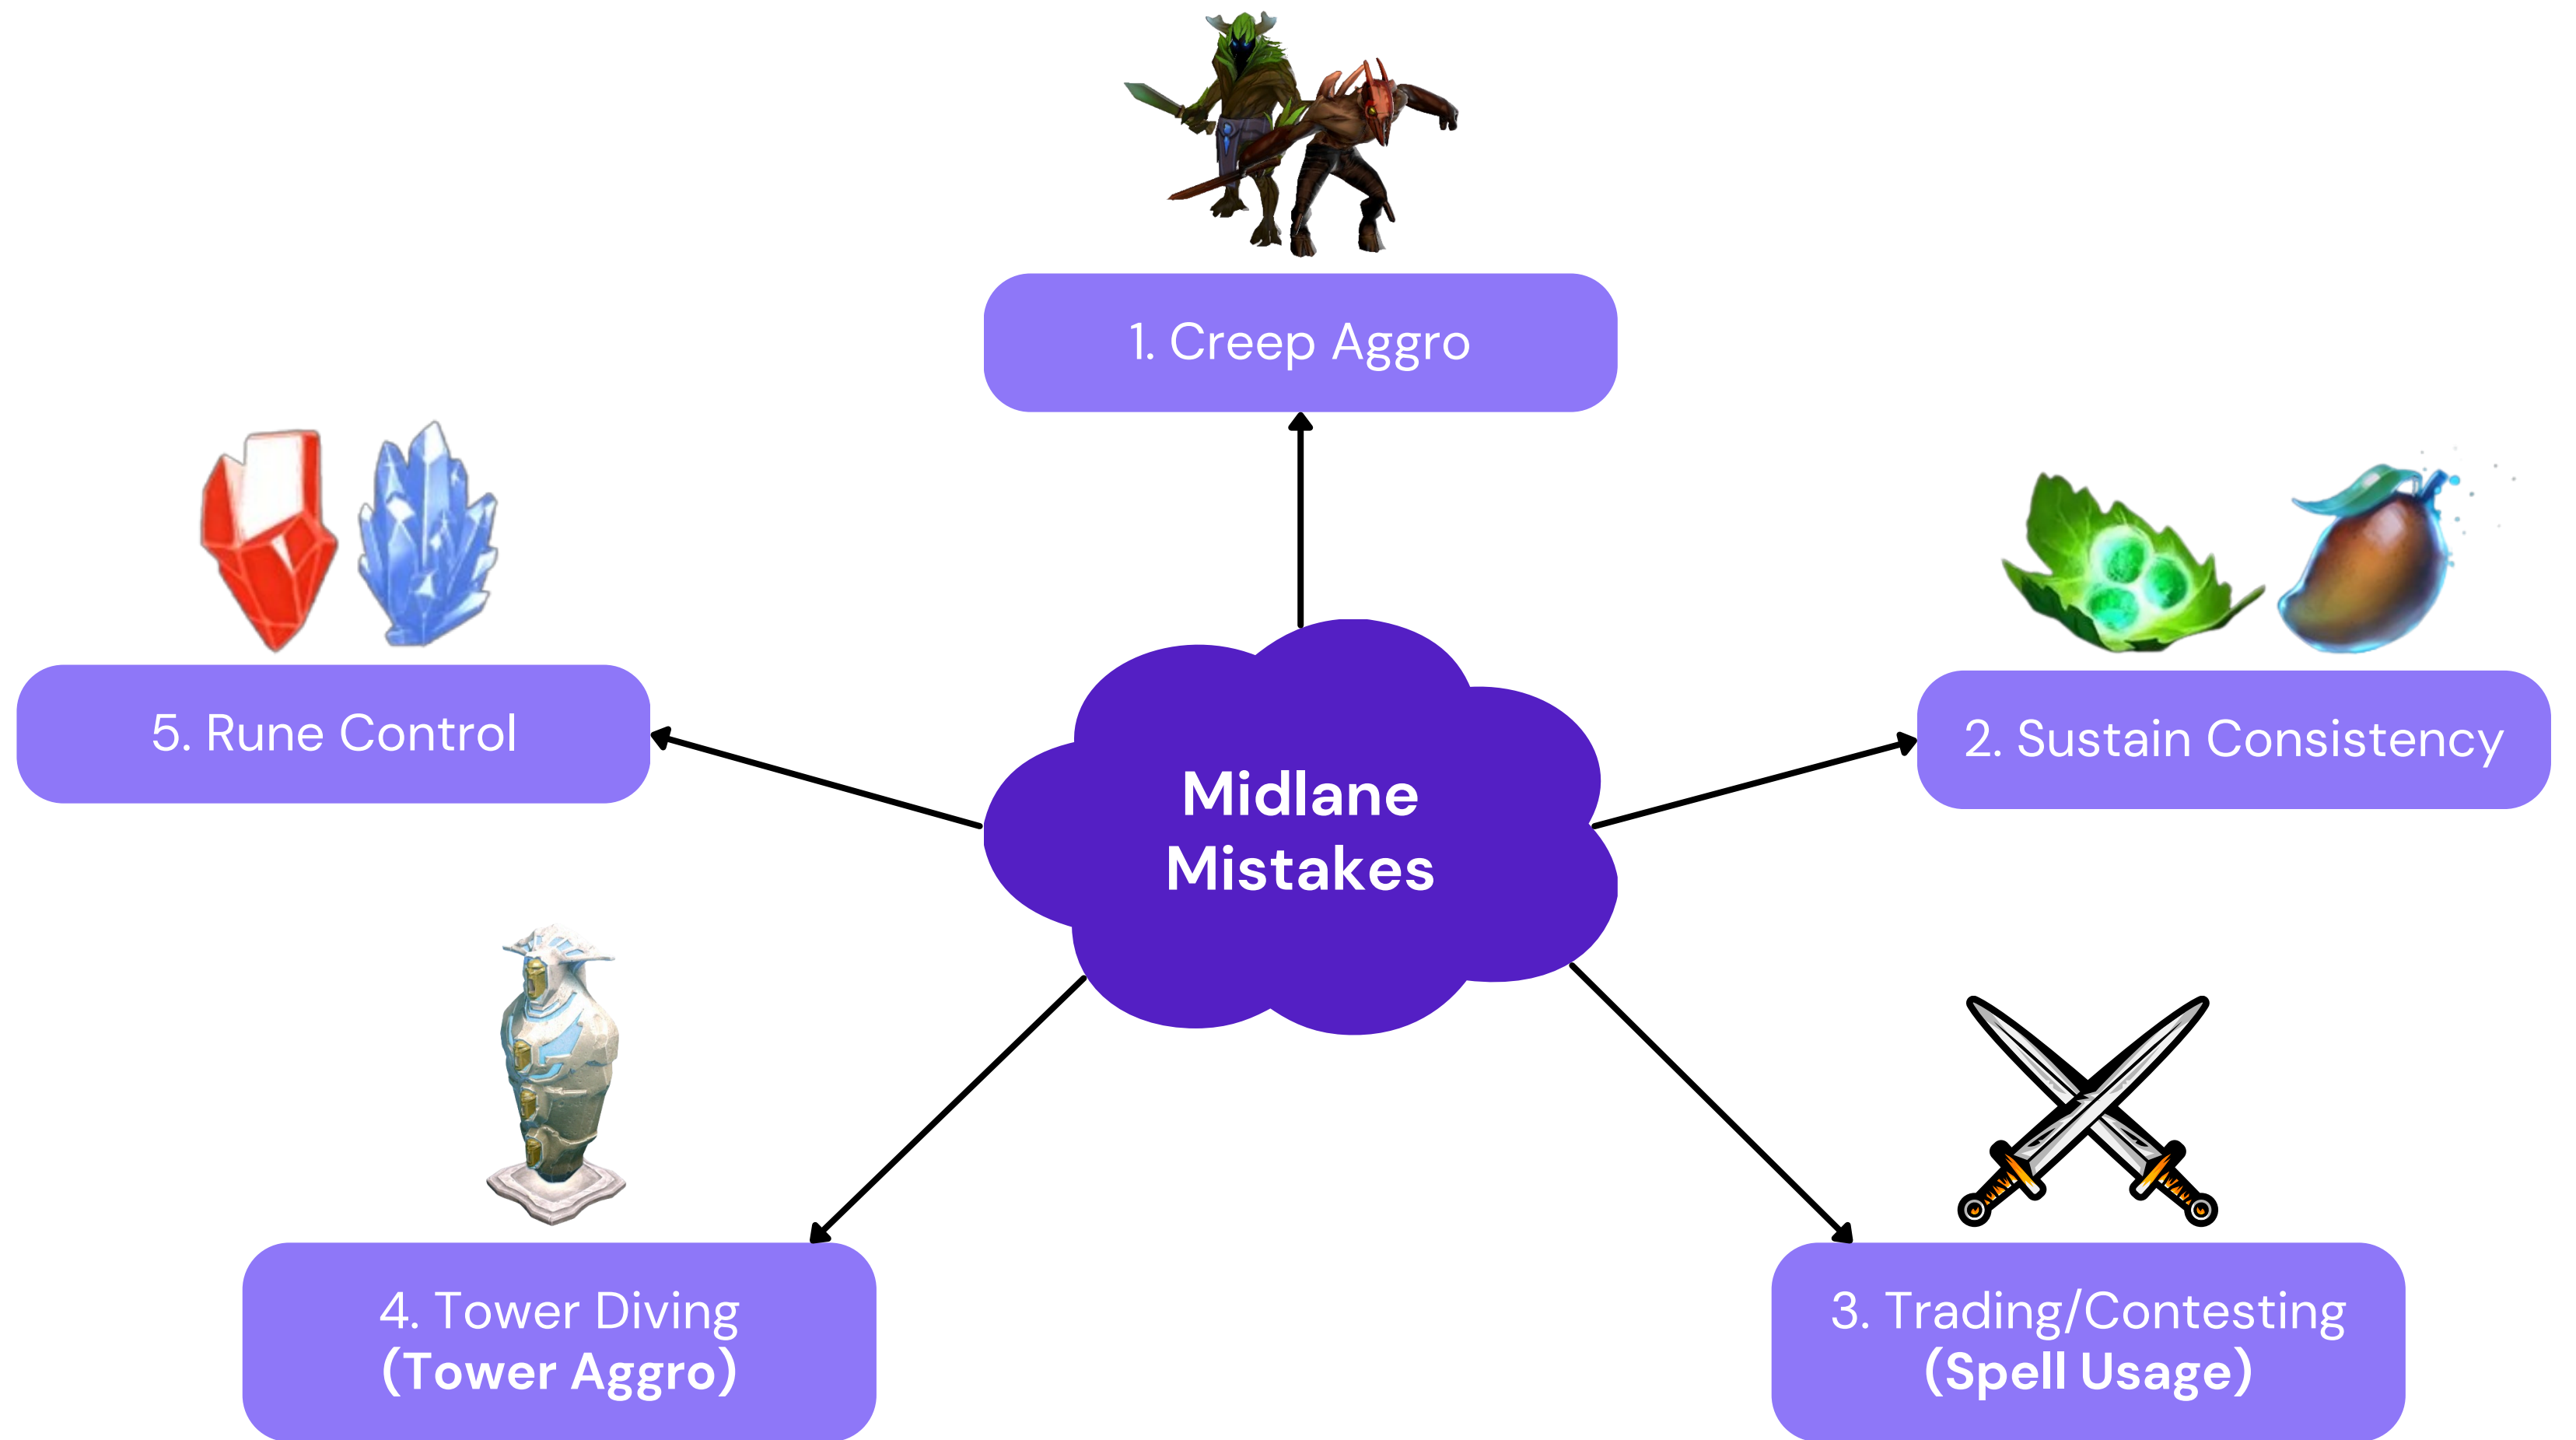 1. Creep Aggro
5. Rune Control
2. Sustain Consistency
Midlane
Mistakes
4. Tower Diving
(Tower Aggro)
3. Trading/Contesting
(Spell Usage)